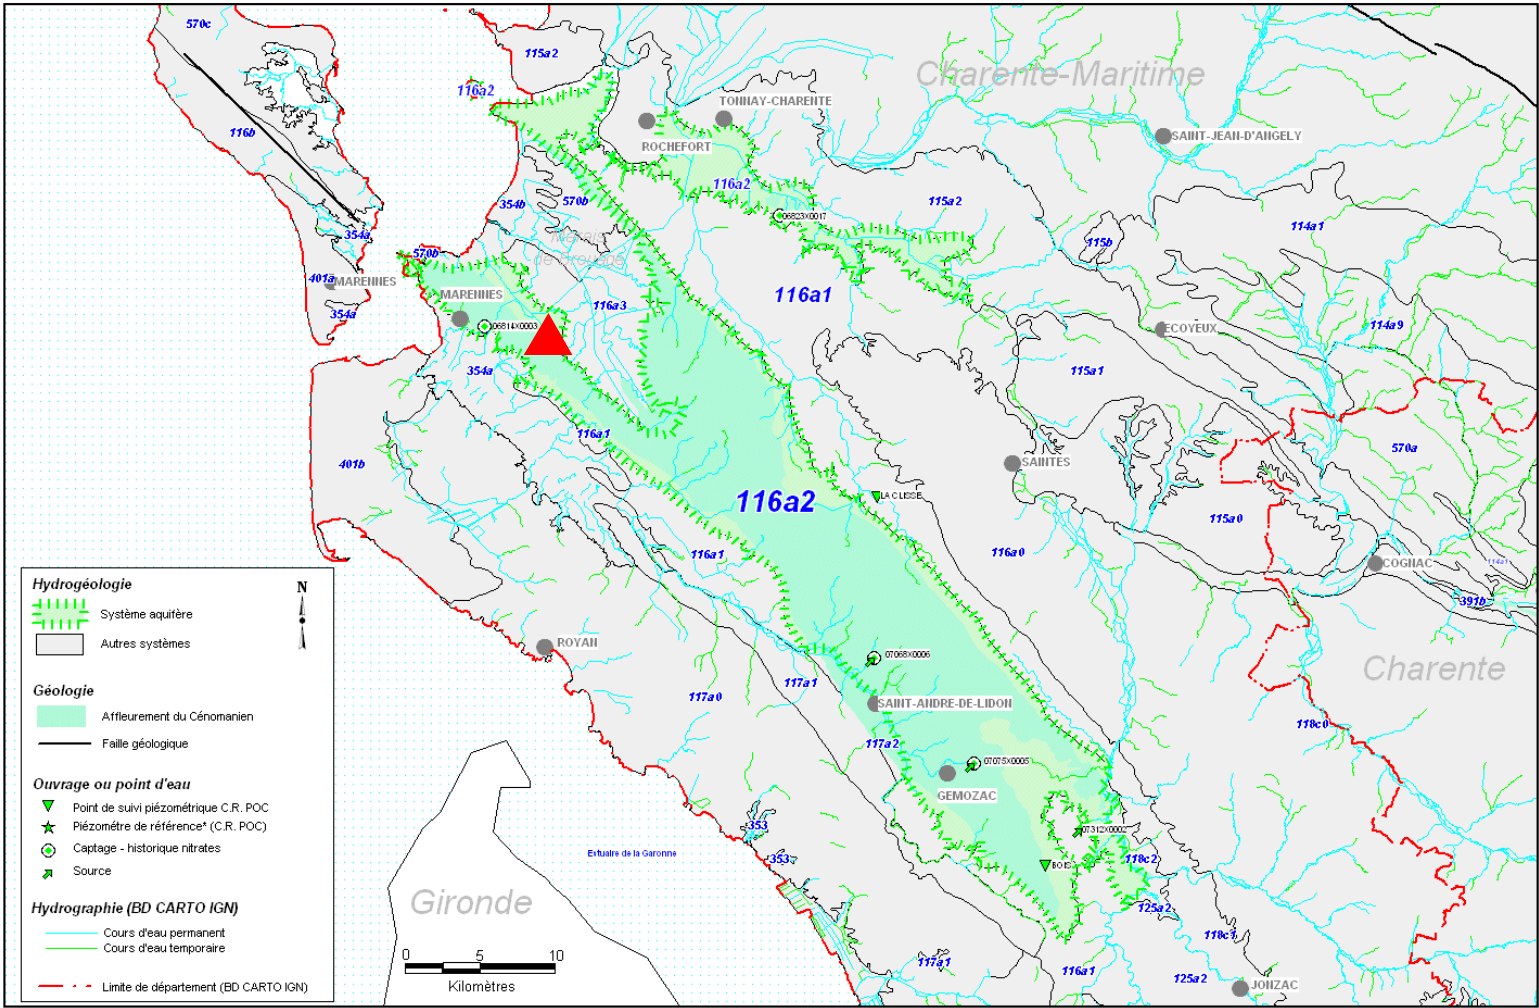 570c
115a2
Charente-Maritime
116a2
TONNAY-CHARENTE
116b
ROCHEFORT
SAINT-JEAN-D'ANGELY
116a2
354b
570b
115a2
06823X0017
114a1
354a
Marais
de Brouage
115b
570b
401a
MARENNES
MARENNES
116a1
354a
116a3
06814X0003
ECOYEUX
114a9
354a
115a1
116a1
570a
401b
SAINTES
LA CLISSE
116a2
115a0
116a1
116a0
COGNAC
114a1
391b
ROYAN
07068X0006
Charente
117a0
117a1
SAINT-ANDRE-DE-LIDON
118c0
117a2
07075X0005
GEMOZAC
353
07312X0002
Estuaire de la Garonne
353
118c2
BOIS
Gironde
125a2
118c1
117a1
116a1
125a2
JONZAC
Hydrogéologie
N
Système aquifère
Autres systèmes
Géologie
Affleurement du Cénomanien
Faille géologique
Ouvrage ou point d'eau
Point de suivi piézométrique C.R. POC
Piézomètre de référence* (C.R. POC)
Captage - historique nitrates
Source
Hydrographie (BD CARTO IGN)
Cours d'eau permanent
Cours d'eau temporaire
Limite de département (BD CARTO IGN)
0 5 10
Kilomètres